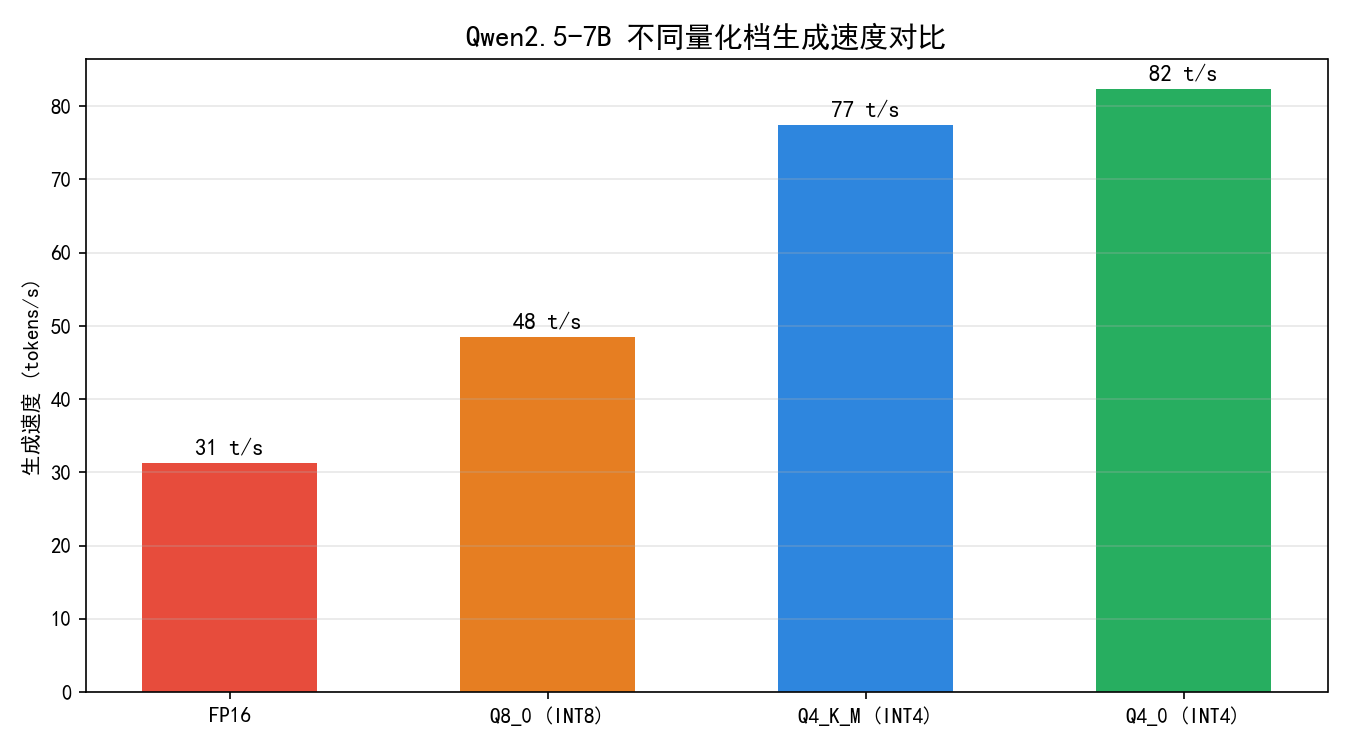 Qwen2.5-7B 不同量化档生成速度对比
生成速度 (tokens/s)
80
70
60
50
40
30
20
10
0
31 t/s
48 t/s
77 t/s
82 t/s
FP16
Q8_0 (INT8)
Q4_K_M (INT4)
Q4_0 (INT4)